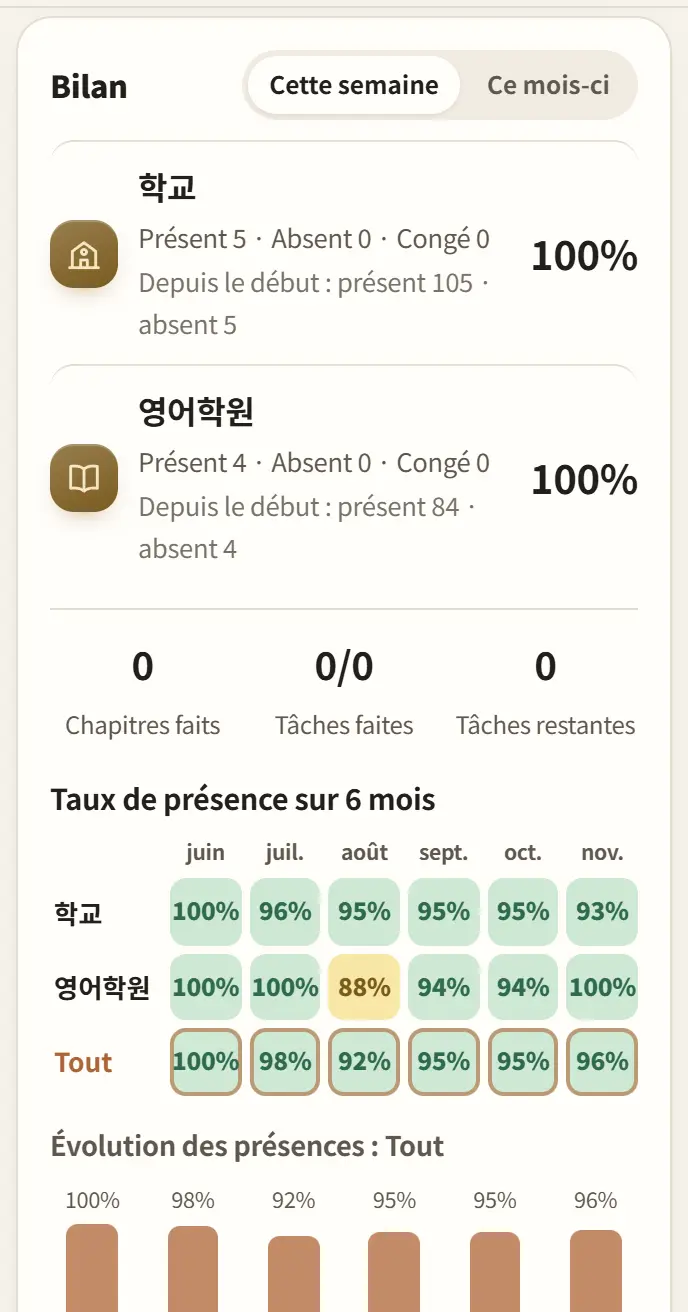 Bilan
Cette semaine
Ce mois-ci
학교
Présent 5 · Absent 0 · Congé 0
Depuis le début : présent 105 ·
absent 5
100%
영어학원
Présent 4 · Absent 0 · Congé 0
Depuis le début : présent 84 ·
absent 4
100%
0 0/0 0
Chapitres faits Tâches faites Tâches restantes
Taux de présence sur 6 mois
juin juil. août sept. oct. nov.
학교 100% 96% 95% 95% 95% 93%
영어학원 100% 100% 88% 94% 94% 100%
Tout 100% 98% 92% 95% 95% 96%
Évolution des présences : Tout
100% 98% 92% 95% 95% 96%